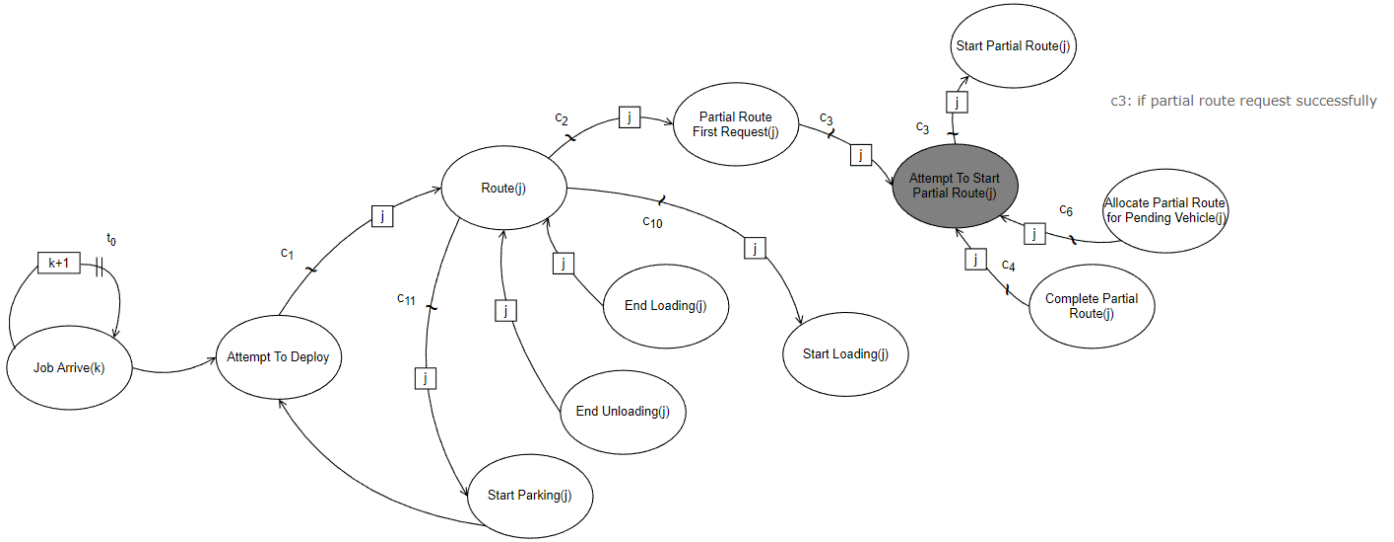 Start Partial Route(j)
j
c3: if partial route request successfully
c2
j
Partial Route
First Request(j)
c3
c3
j
Attempt To Start
Partial Route(j)
Route(j)
Allocate Partial Route
for Pending Vehicle(j)
c6
j
j
c10
j
t0
k+1
c1
j
c4
j
c11
End Loading(j)
Complete Partial
Route(j)
j
Job Arrive(k)
Attempt To Deploy
Start Loading(j)
j
End Unloading(j)
Start Parking(j)